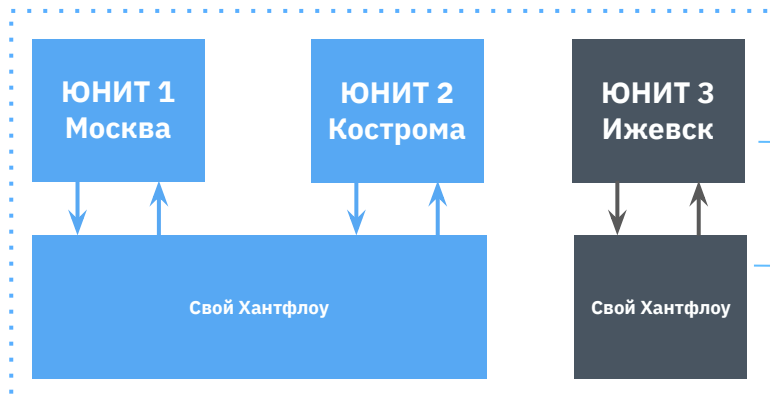 ЮНИТ 1
Москва
ЮНИТ 2
Кострома
ЮНИТ 3
Ижевск
Свой Хантфлоу
Свой Хантфлоу